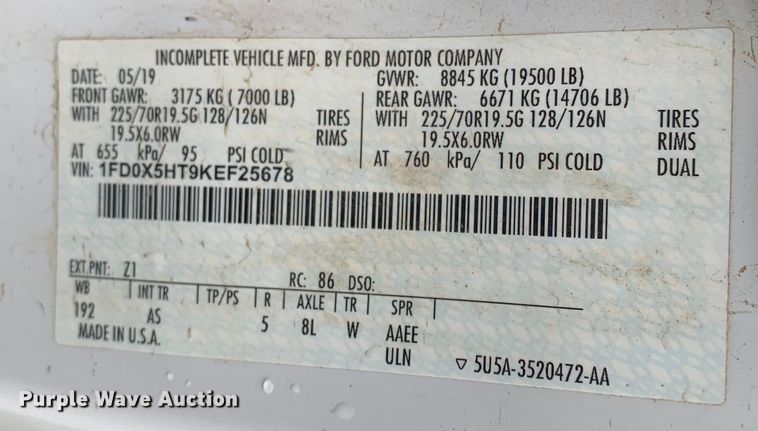 INCOMPLETE VEHICLE MFD. BY FORD MOTOR COMPANY
DATE: 05/19 GVWR: 8845 KG (19500 LB)
FRONT GAWR: 3175 KG ( 7000 LB) REAR GAWR: 6671 KG (14706 LB)
WITH 225/70R19.5G 128/126N TIRES WITH 225/70R19.5G 128/126N TIRES
19.5X6.0RW RIMS 19.5X6.0RW RIMS
AT 655 kPa/ 95 PSI COLD AT 760 kPa/ 110 PSI COLD DUAL
VIN: 1FD0X5HT9KEF25678
EXT.PNT: Z1 RC: 86 DSO:
WB INT TR TP/PS R AXLE TR SPR
192 AS 5 8L W AAEE
MADE IN U.S.A. ULN ▽ 5U5A-3520472-AA
Purple Wave Auction